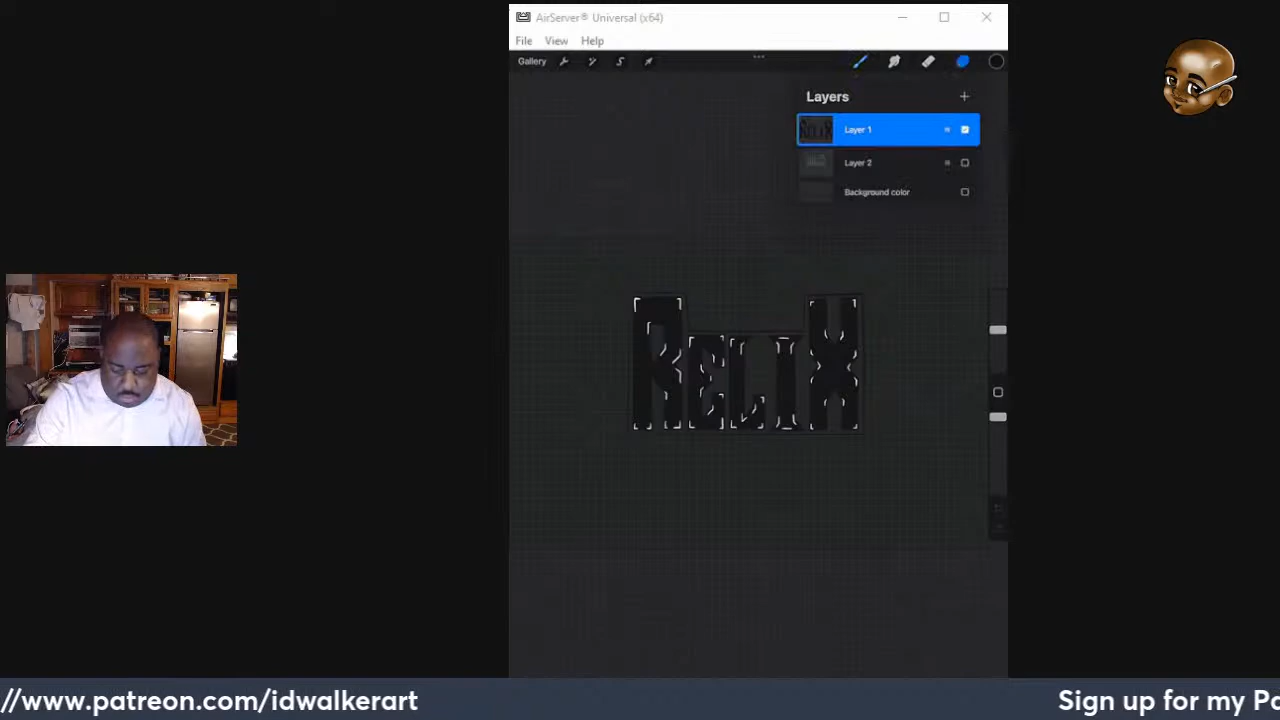 AirServer® Universal (x64)
File View Help
Gallery
Layers
Layer 1
Layer 2
Background color
RELIX
//www.patreon.com/idwalkerart
Sign up for my Pa